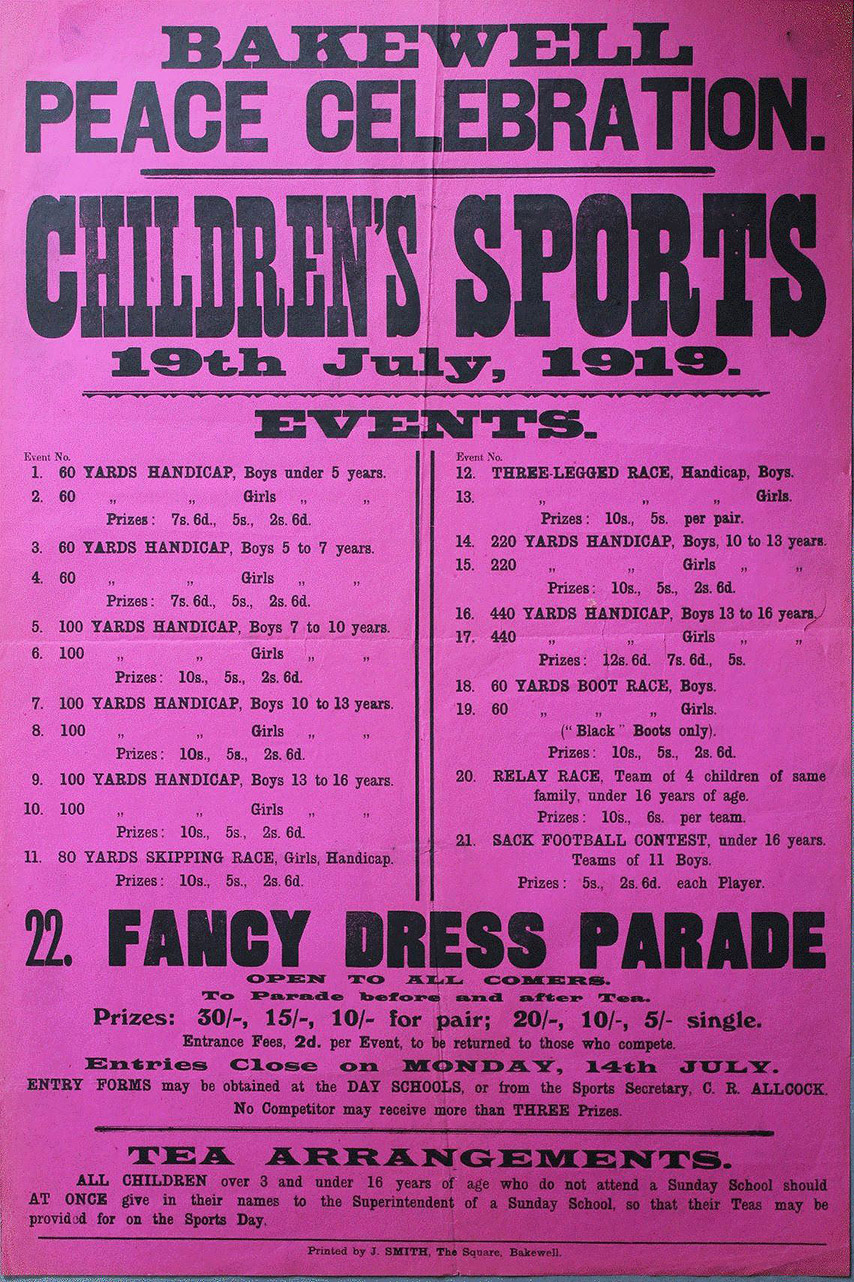 BAKEWELL
PEACE CELEBRATION.
CHILDREN'S SPORTS
19th July, 1919.
EVENTS.
Event No.
1. 60 YARDS HANDICAP, Boys under 5 years.
2. 60 „ „ Girls „ „
Prizes: 7s. 6d., 5s., 2s. 6d.
3. 60 YARDS HANDICAP, Boys 5 to 7 years.
4. 60 „ „ Girls „ „
Prizes: 7s. 6d., 5s., 2s. 6d.
5. 100 YARDS HANDICAP, Boys 7 to 10 years.
6. 100 „ „ Girls „ „
Prizes: 10s., 5s., 2s. 6d.
7. 100 YARDS HANDICAP, Boys 10 to 13 years.
8. 100 „ „ Girls „ „
Prizes: 10s., 5s., 2s. 6d.
9. 100 YARDS HANDICAP, Boys 13 to 16 years.
10. 100 „ „ Girls „ „
Prizes: 10s., 5s., 2s. 6d.
11. 80 YARDS SKIPPING RACE, Girls, Handicap.
Prizes: 10s., 5s., 2s. 6d.
Event No.
12. THREE-LEGGED RACE, Handicap, Boys.
13. „ „ „ Girls.
Prizes: 10s., 5s. per pair.
14. 220 YARDS HANDICAP, Boys, 10 to 13 years.
15. 220 „ „ Girls „ „
Prizes: 10s., 5s., 2s. 6d.
16. 440 YARDS HANDICAP, Boys 13 to 16 years.
17. 440 „ „ Girls „ „
Prizes: 12s. 6d. 7s. 6d., 5s.
18. 60 YARDS BOOT RACE, Boys.
19. 60 „ „ „ Girls.
("Black" Boots only).
Prizes: 10s., 5s., 2s. 6d.
20. RELAY RACE, Team of 4 children of same
family, under 16 years of age.
Prizes: 10s., 6s. per team.
21. SACK FOOTBALL CONTEST, under 16 years.
Teams of 11 Boys.
Prizes: 5s., 2s. 6d. each Player.
22. FANCY DRESS PARADE
OPEN TO ALL COMERS.
To Parade before and after Tea.
Prizes: 30/-, 15/-, 10/- for pair; 20/-, 10/-, 5/- single.
Entrance Fees, 2d. per Event, to be returned to those who compete.
Entries Close on MONDAY, 14th JULY.
ENTRY FORMS may be obtained at the DAY SCHOOLS, or from the Sports Secretary, C. R. ALLCOCK.
No Competitor may receive more than THREE Prizes.
TEA ARRANGEMENTS.
ALL CHILDREN over 3 and under 16 years of age who do not attend a Sunday School should
AT ONCE give in their names to the Superintendent of a Sunday School, so that their Teas may be
provided for on the Sports Day.
Printed by J. SMITH, The Square, Bakewell.